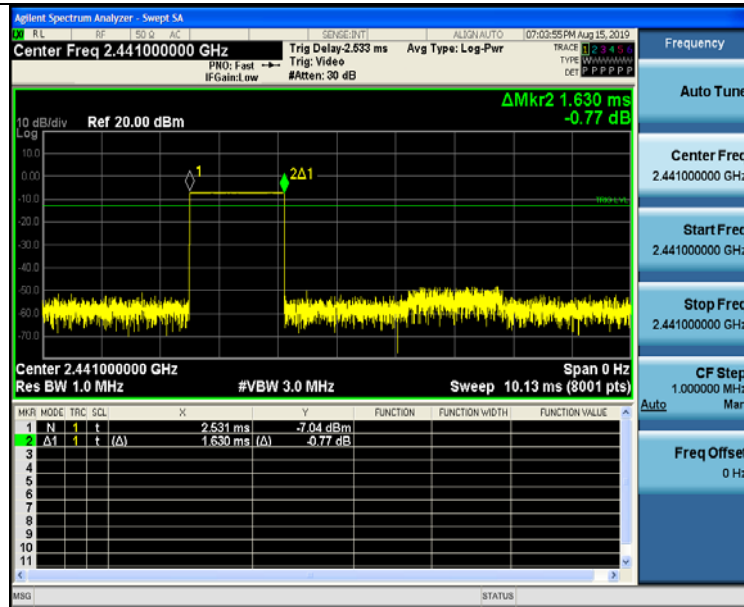 Agilent Spectrum Analyzer - Swept SA
RL RF 50 Ω AC SENSE:INT ALIGN AUTO 07:03:55 PM Aug 15, 2019
Center Freq 2.441000000 GHz
PNO: Fast
IFGain:Low
Trig Delay-2.533 ms
Trig: Video
#Atten: 30 dB
Avg Type: Log-Pwr
TRACE 1 2 3 4 5 6
TYPE
DET P P P P P P
ΔMkr2 1.630 ms
-0.77 dB
10 dB/div Ref 20.00 dBm
Log
10.0
0.00
-10.0
-20.0
-30.0
-40.0
-50.0
-60.0
-70.0
1
2Δ1
TRIG LVL
Center 2.441000000 GHz Span 0 Hz
Res BW 1.0 MHz #VBW 3.0 MHz Sweep 10.13 ms (8001 pts)
MKR MODE TRC SCL X Y FUNCTION FUNCTION WIDTH FUNCTION VALUE
1 N 1 t 2.531 ms -7.04 dBm
2 Δ1 1 t (Δ) 1.630 ms (Δ) -0.77 dB
3
4
5
6
7
8
9
10
11
MSG STATUS
Frequency
Auto Tune
Center Freq
2.441000000 GHz
Start Freq
2.441000000 GHz
Stop Freq
2.441000000 GHz
CF Step
1.000000 MHz
Auto Man
Freq Offset
0 Hz